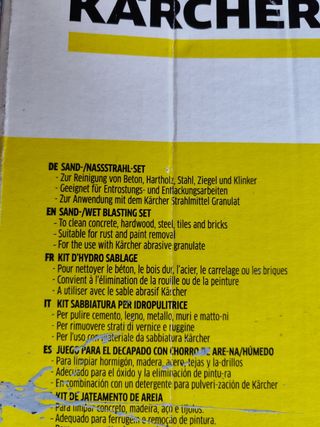 KÄRCHER
DE SAND-/NASSSTRAHL-SET
- Zur Reinigung von Beton, Hartholz, Stahl, Ziegel und Klinker
- Geeignet für Entrostungs- und Entlackungsarbeiten
- Zur Anwendung mit dem Kärcher Strahlmittel Granulat
EN SAND-/WET BLASTING SET
- To clean concrete, hardwood, steel, tiles and bricks
- Suitable for rust and paint removal
- For the use with Kärcher abrasive granulate
FR KIT D'HYDRO SABLAGE
- Pour nettoyer le béton, le bois dur, l'acier, le carrelage ou les briques
- Convient à l'élimination de la rouille ou de la peinture
- A utiliser avec le sable abrasif Kärcher
IT KIT SABBIATURA PER IDROPULITRICE
- Per pulire cemento, legno, metallo, muri e matto-ni
- Per rimuovere strati di vernice e ruggine
- Per l'uso con materiale da sabbiatura Kärcher
ES JUEGO PARA EL DECAPADO CON CHORRO DE ARE-NA/HÚMEDO
- Para limpiar hormigón, madera, acero, tejas y la-drillos
- Adecuado para el óxido y la eliminación de pintu-ra
- En combinación con un detergente para pulveri-zación de Kärcher
KIT DE JATEAMENTO DE AREIA
- Para limpar concreto, madeira, aço e tijolos.
- Adequado para ferrugem e remoção de pintura.